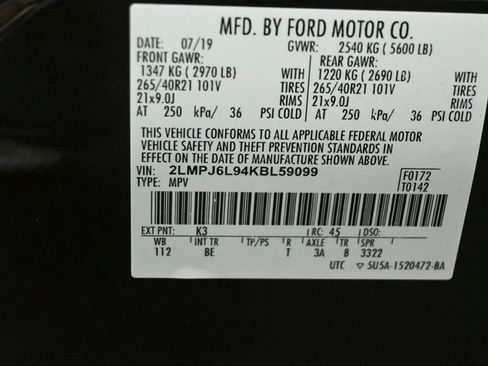 MFD. BY FORD MOTOR CO.
DATE: 07/19 GVWR: 2540 KG (5600 LB)
FRONT GAWR: REAR GAWR:
1347 KG (2970 LB) WITH 1220 KG (2690 LB) WITH
265/40R21 101V TIRES 265/40R21 101V TIRES
21x9.0J RIMS 21x9.0J RIMS
AT 250 kPa/ 36 PSI COLD AT 250 kPa/ 36 PSI COLD
THIS VEHICLE CONFORMS TO ALL APPLICABLE FEDERAL MOTOR
VEHICLE SAFETY AND THEFT PREVENTION STANDARDS IN
EFFECT ON THE DATE OF MANUFACTURE SHOWN ABOVE.
VIN: 2LMPJ6L94KBL59099 F0172
TYPE: MPV T0142
EXT PNT: K3 RC: 45 DSO:
WB INT TR TP/PS R AXLE TR SPR
112 BE T 3A 8 3322
UTC ▽ 5U5A-1520472-BA